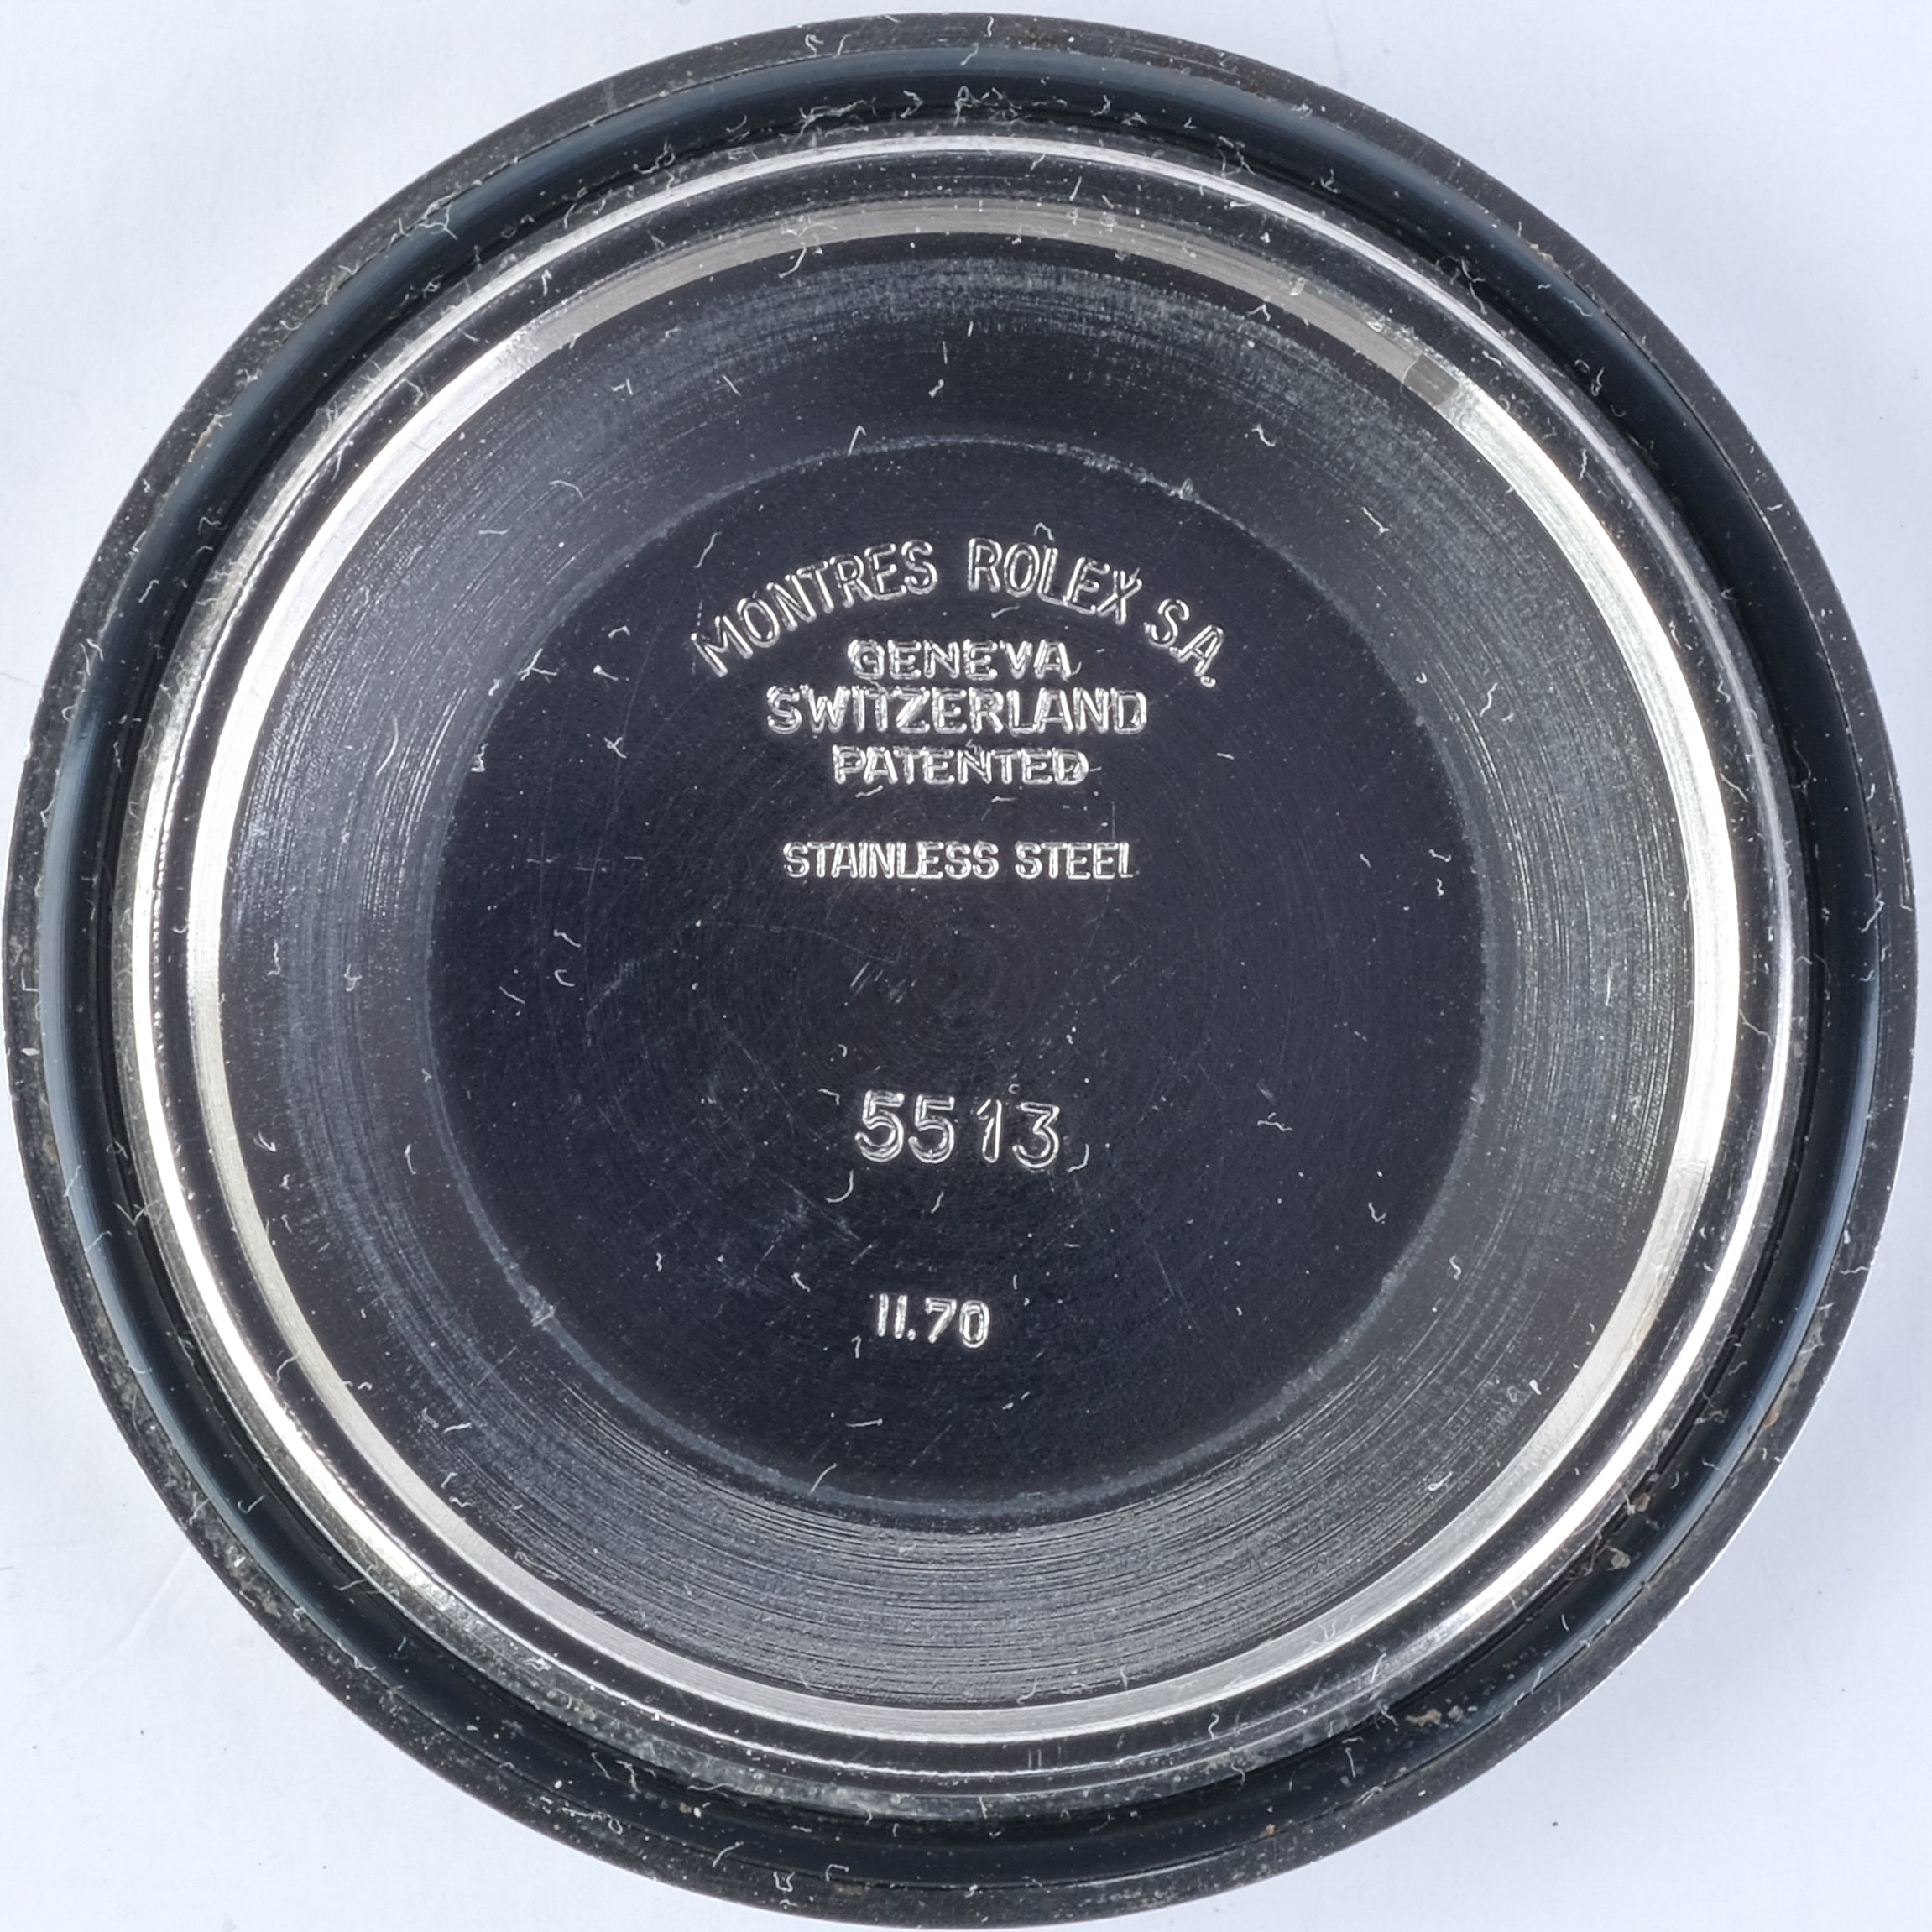 MONTRES ROLEX S.A.
GENEVA
SWITZERLAND
PATENTED
STAINLESS STEEL
5513
II.70